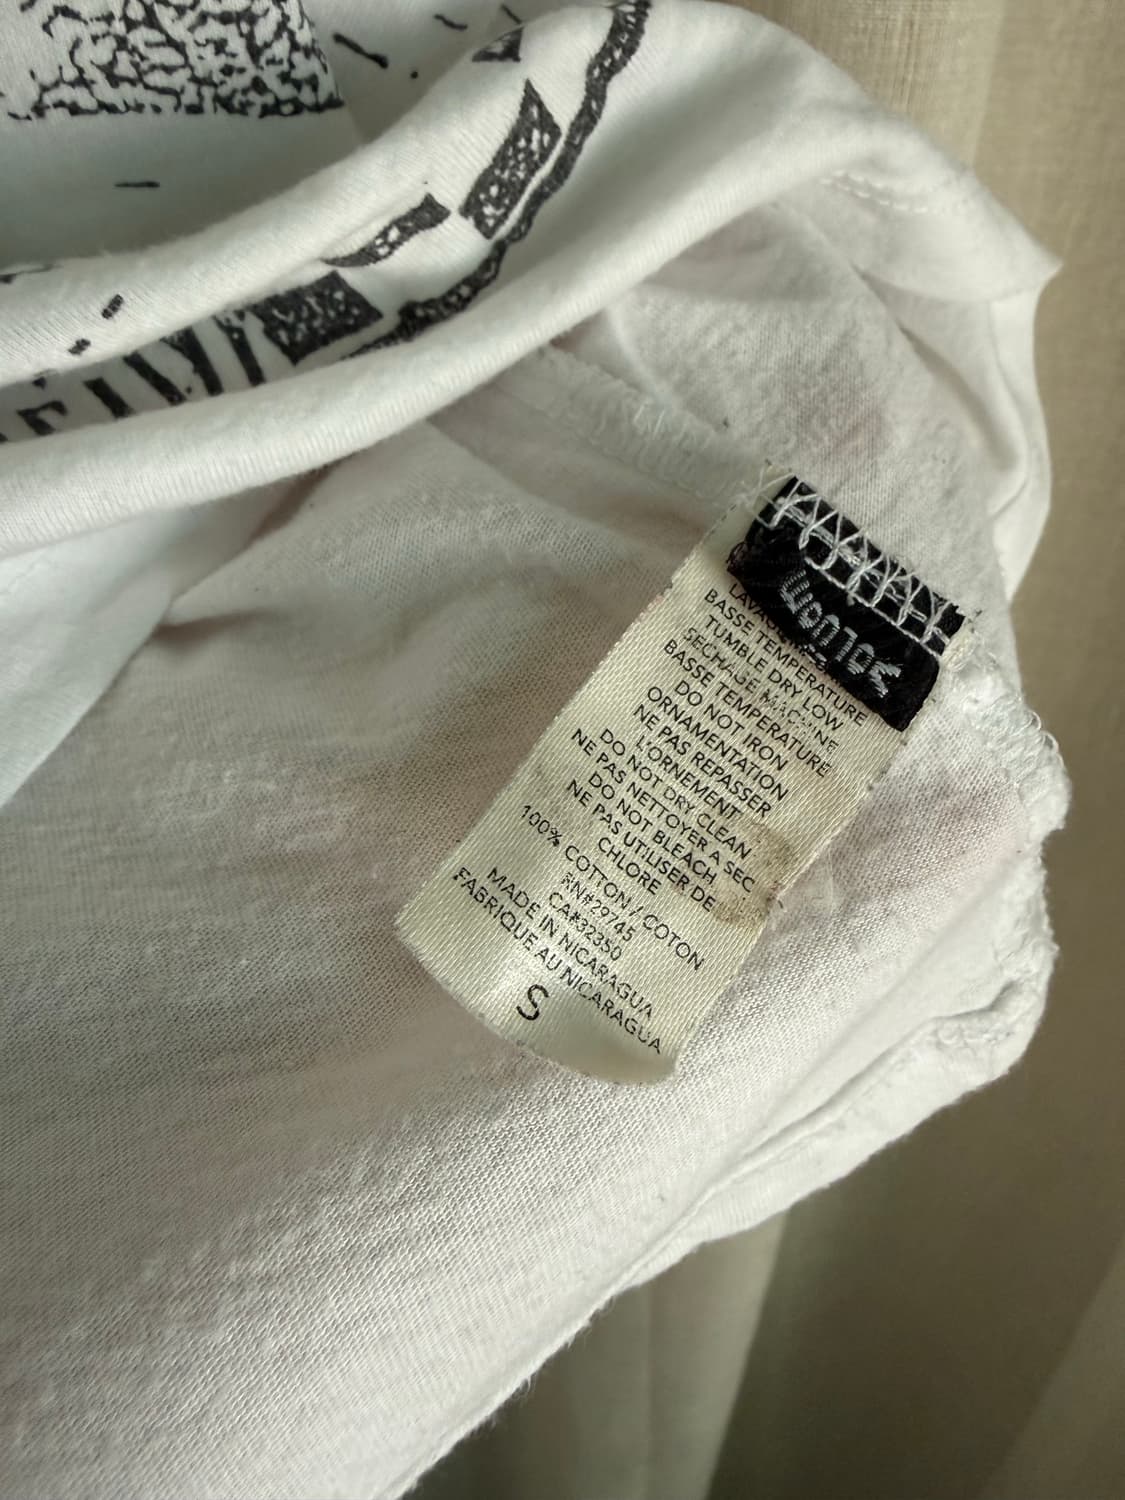 BASSE TEMPERATURE
TUMBLE DRY LOW
SECHAGE MACHINE
BASSE TEMPERATURE
DO NOT IRON
ORNAMENTATION
NE PAS REPASSER
L'ORNEMENT
DO NOT DRY CLEAN
NE PAS NETTOYER A SEC
DO NOT BLEACH
NE PAS UTILISER DE
CHLORE
100% COTTON / COTON
RN#29745
CA#32350
MADE IN NICARAGUA
FABRIQUE AU NICARAGUA
S